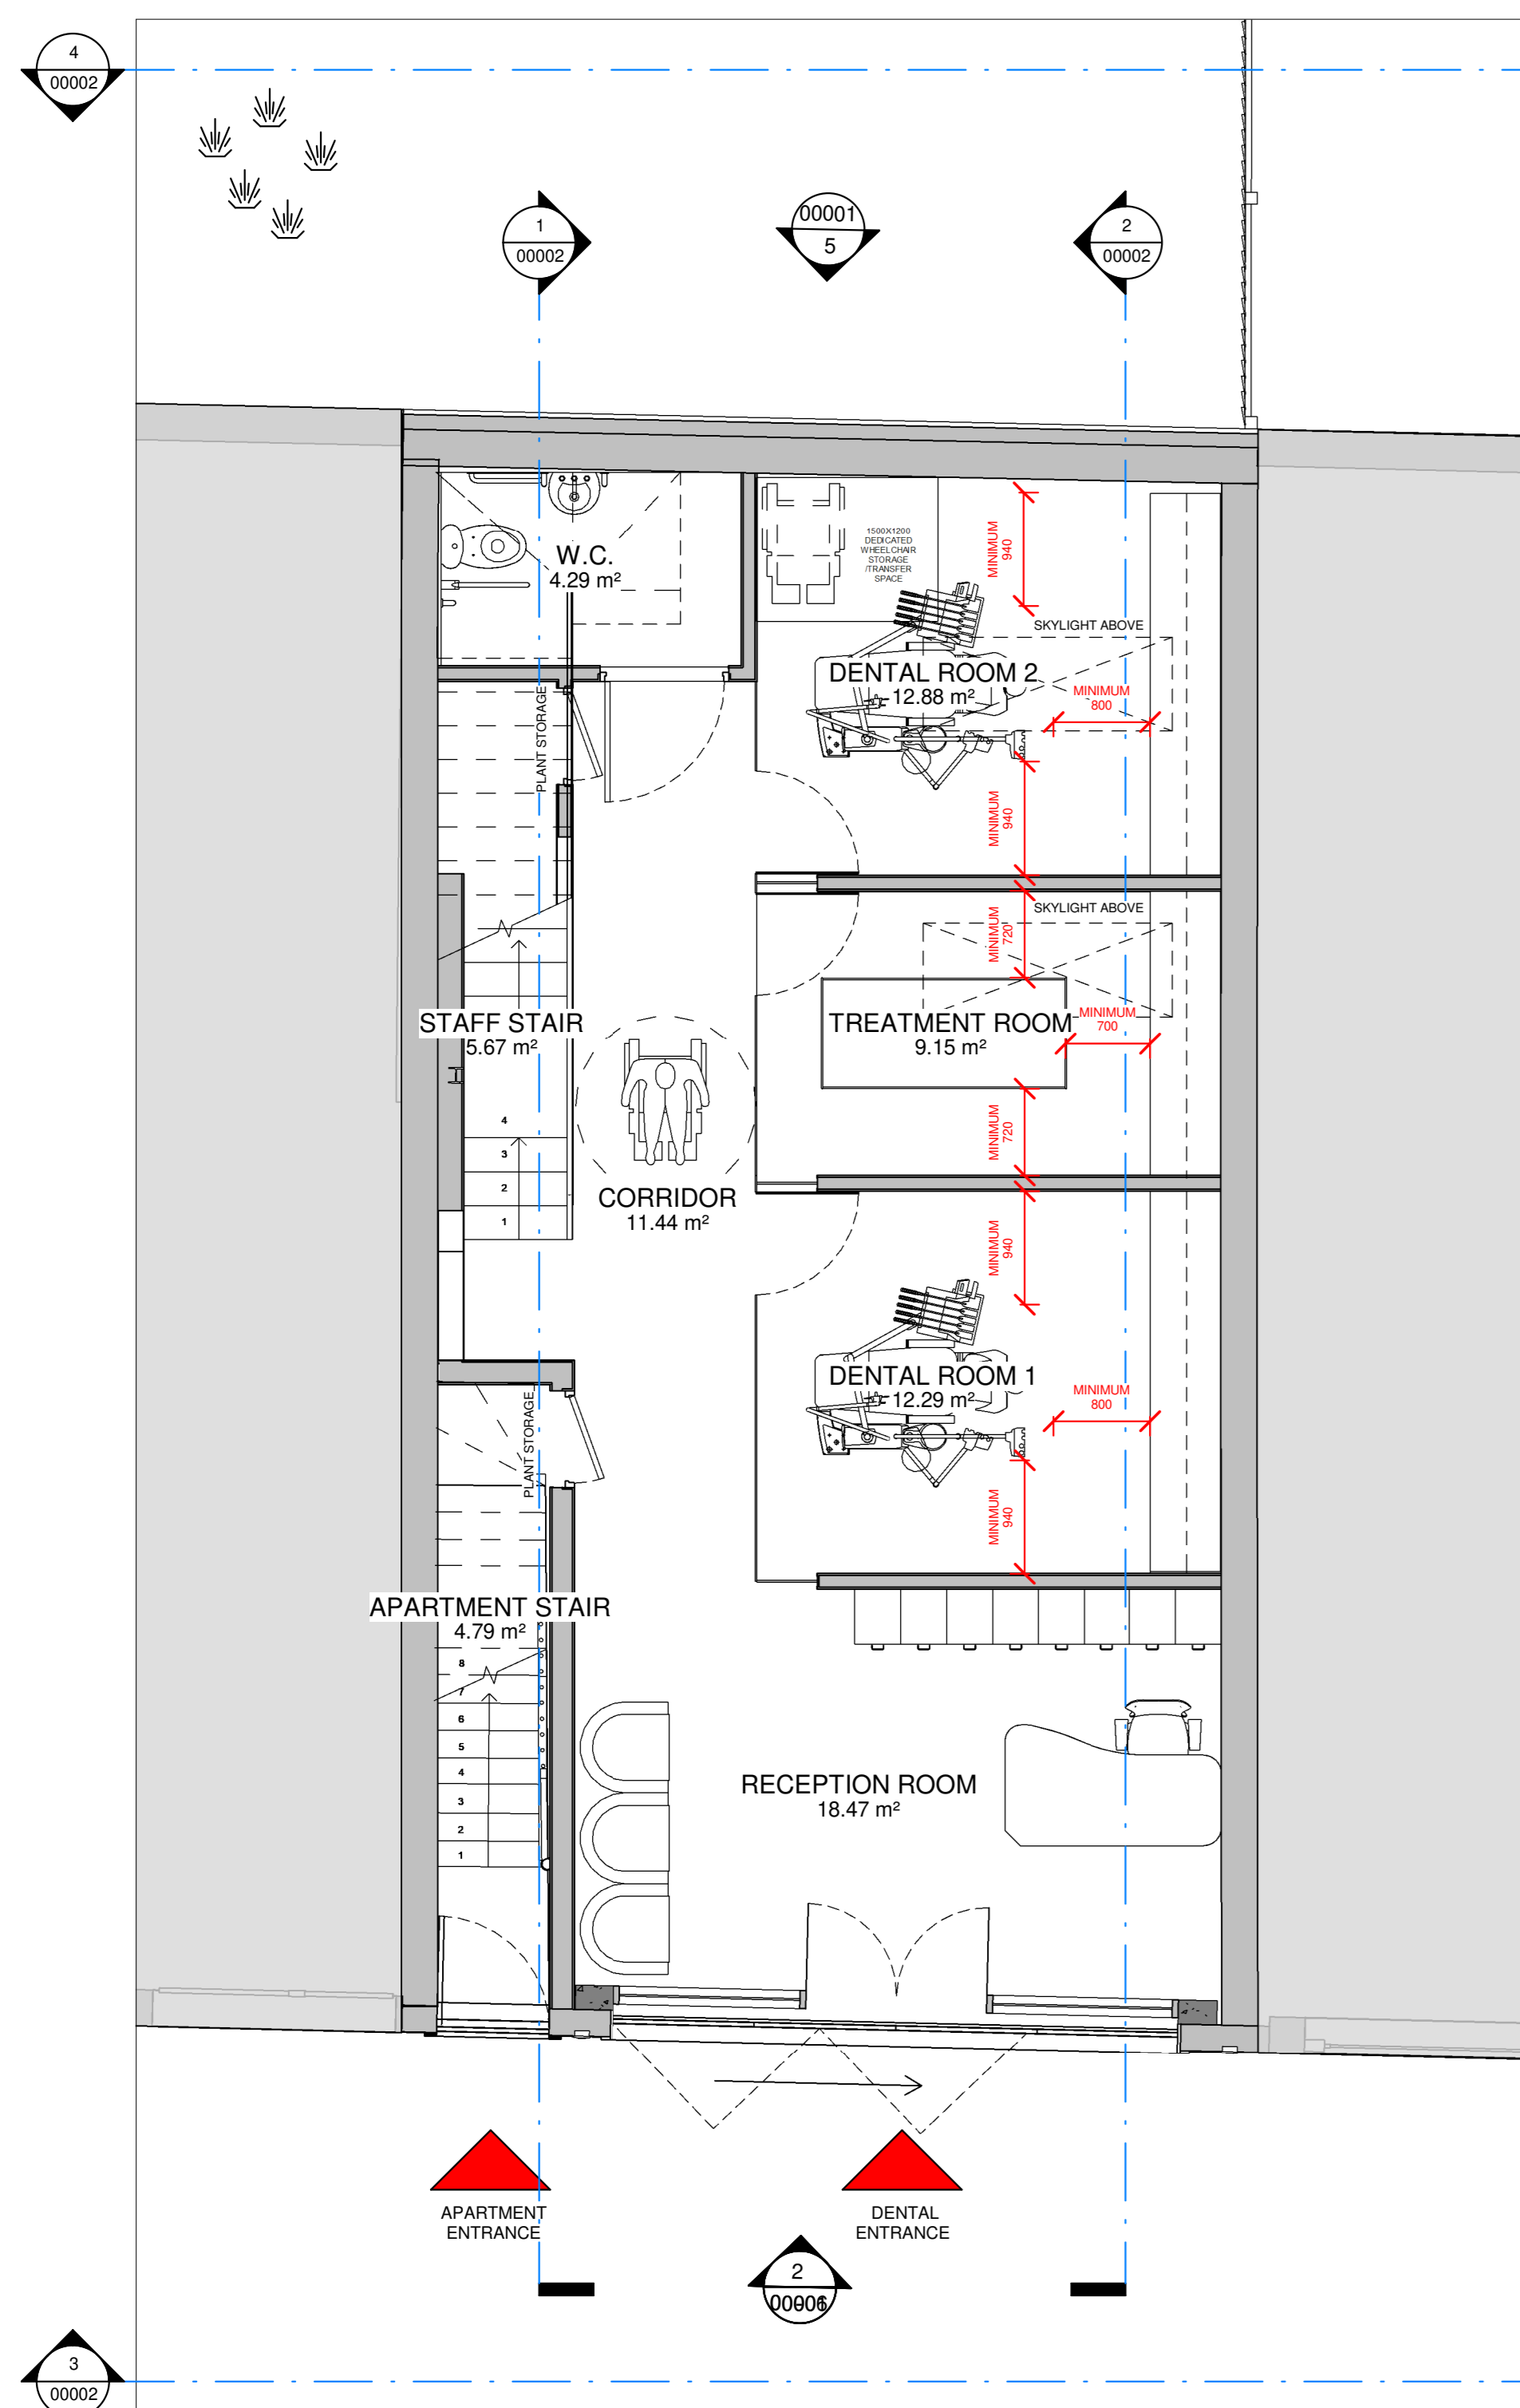 4
00002
1
00002
00001
5
2
00002
W.C.
4.29 m²
1500X1200
DEDICATED
WHEELCHAIR
STORAGE
/TRANSFER
SPACE
MINIMUM
940
SKYLIGHT ABOVE
DENTAL ROOM 2
12.88 m²
MINIMUM
800
PLANT STORAGE
MINIMUM
940
SKYLIGHT ABOVE
MINIMUM
720
STAFF STAIR
5.67 m²
TREATMENT ROOM
9.15 m²
MINIMUM
700
MINIMUM
720
4
3
2
1
CORRIDOR
11.44 m²
MINIMUM
940
DENTAL ROOM 1
12.29 m²
MINIMUM
800
PLANT STORAGE
MINIMUM
940
APARTMENT STAIR
4.79 m²
8
7
6
5
4
3
2
1
RECEPTION ROOM
18.47 m²
APARTMENT
ENTRANCE
DENTAL
ENTRANCE
2
3
00002